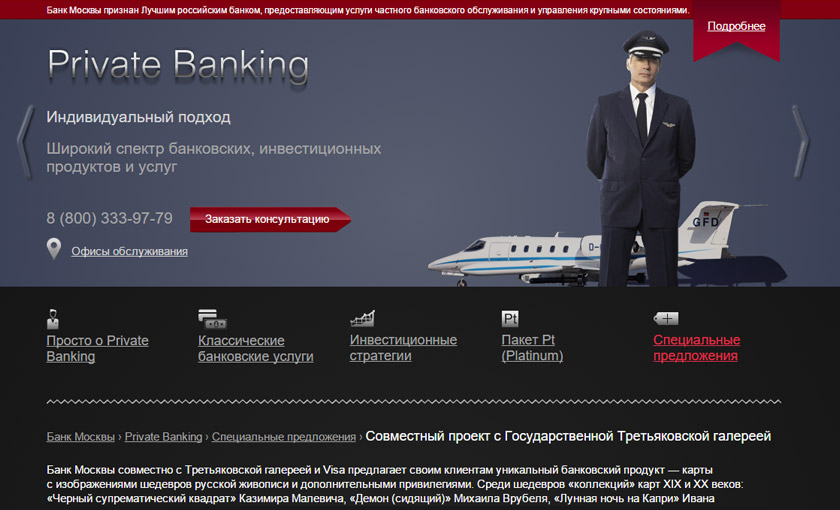 Банк Москвы признан Лучшим российским банком, предоставляющим услуги частного банковского обслуживания и управления крупными состояниями.
Подробнее
Private Banking
Индивидуальный подход
Широкий спектр банковских, инвестиционных
продуктов и услуг
8 (800) 333-97-79
Заказать консультацию
Офисы обслуживания
GFD
D-
Просто о Private
Banking
Классические
банковские услуги
Инвестиционные
стратегии
Pt
Пакет Pt
(Platinum)
Специальные
предложения
Банк Москвы › Private Banking › Специальные предложения › Совместный проект с Государственной Третьяковской галереей
Банк Москвы совместно с Третьяковской галереей и Visa предлагает своим клиентам уникальный банковский продукт — карты
с изображениями шедевров русской живописи и дополнительными привилегиями. Среди шедевров «коллекций» карт XIX и XX веков:
«Черный супрематический квадрат» Казимира Малевича, «Демон (сидящий)» Михаила Врубеля, «Лунная ночь на Капри» Ивана